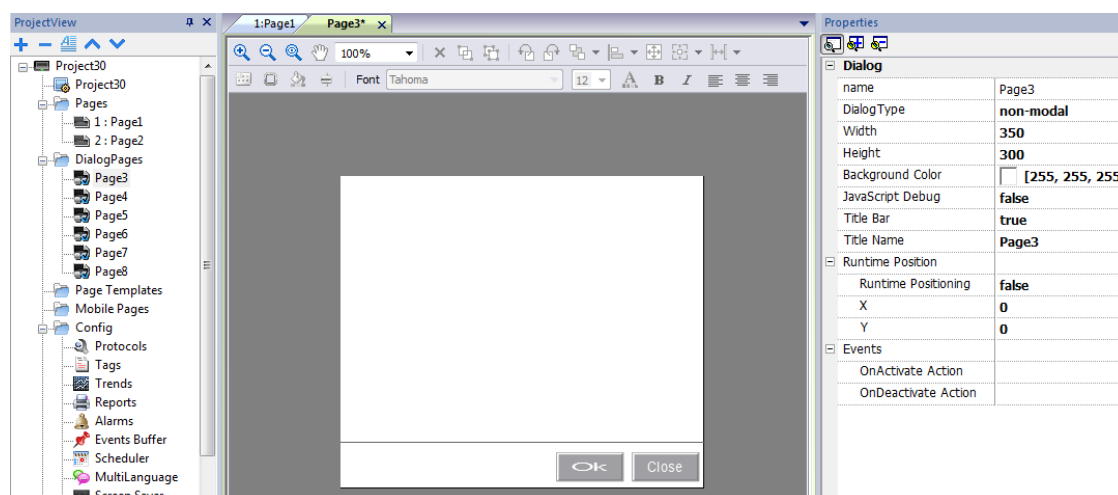 ProjectView
Project30
Project30
Pages
1 : Page1
2 : Page2
DialogPages
Page3
Page4
Page5
Page6
Page7
Page8
Page Templates
Mobile Pages
Config
Protocols
Tags
Trends
Reports
Alarms
Events Buffer
Scheduler
MultiLanguage
1:Page1 Page3* x
100%
Font Tahoma 12 A B I
Ok Close
Properties
Dialog
name Page3
DialogType non-modal
Width 350
Height 300
Background Color [255, 255, 255
JavaScript Debug false
Title Bar true
Title Name Page3
Runtime Position
Runtime Positioning false
X 0
Y 0
Events
OnActivate Action
OnDeactivate Action